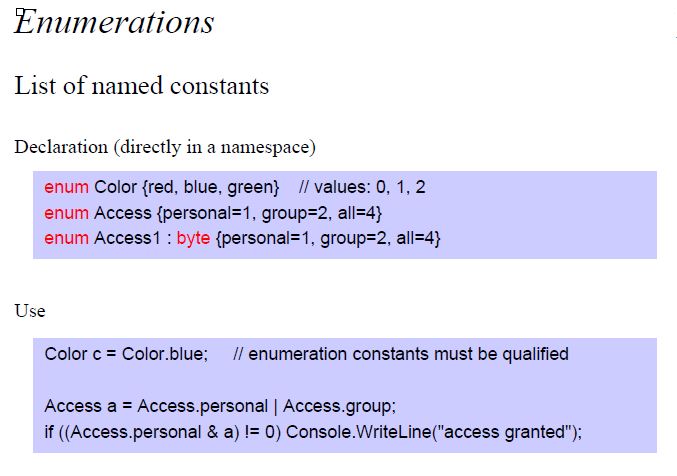 Enumerations
List of named constants
Declaration (directly in a namespace)
enum Color {red, blue, green}    // values: 0, 1, 2
enum Access {personal=1, group=2, all=4}
enum Access1 : byte {personal=1, group=2, all=4}
Use
Color c = Color.blue;    // enumeration constants must be qualified
Access a = Access.personal | Access.group;
if ((Access.personal & a) != 0) Console.WriteLine("access granted");